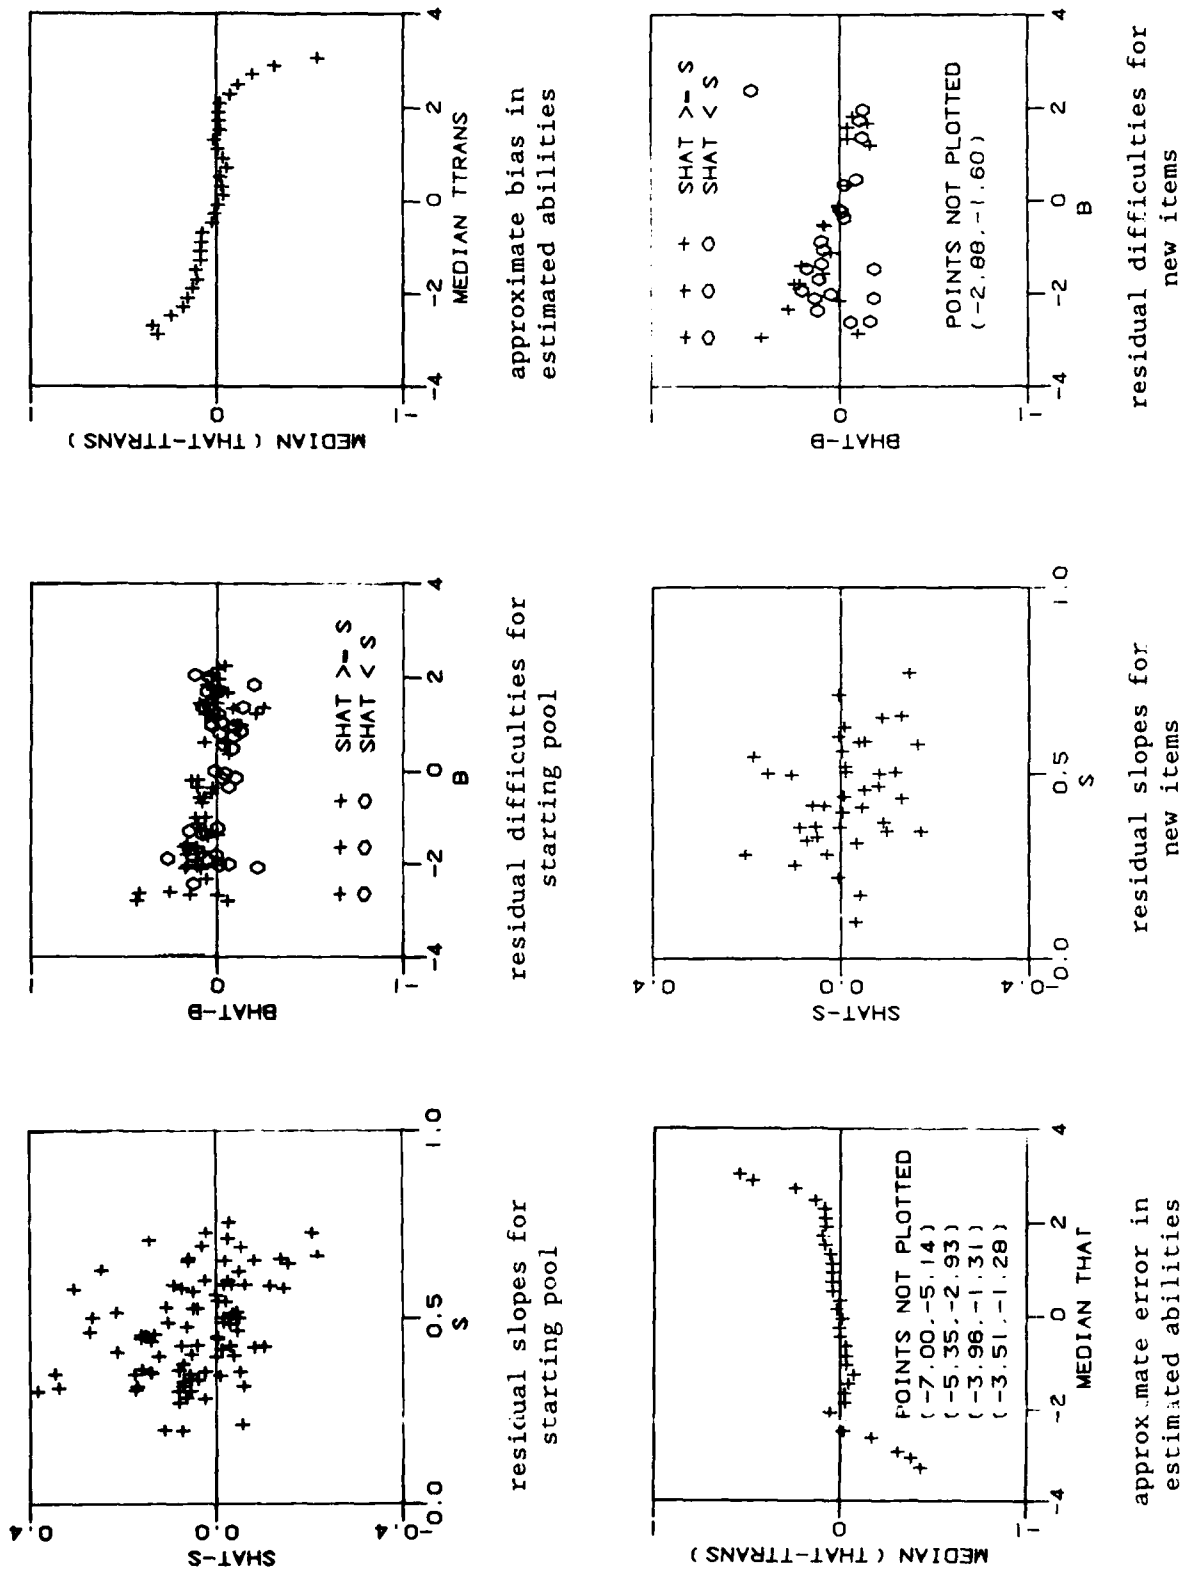 0.4
0.0
-0.4
SHAT-S
0.0
0.5
1.0
S
residual slopes for
starting pool
1
0
-1
BHAT-B
-4
-2
0
2
4
B
+ + + SHAT >= S
O O O SHAT < S
residual difficulties for
starting pool
1
0
-1
MEDIAN (THAT-TTRANS)
-4
-2
0
2
4
MEDIAN TTRANS
approximate bias in
estimated abilities
1
0
-1
MEDIAN (THAT-TTRANS)
POINTS NOT PLOTTED
(-7.00,-5.14)
(-5.35,-2.93)
(-3.96,-1.31)
(-3.51,-1.28)
-4
-2
0
2
4
MEDIAN THAT
approx mate error in
estimated abilities
0.4
0.0
-0.4
SHAT-S
0.0
0.5
1.0
S
residual slopes for
new items
1
0
-1
BHAT-B
+ + + SHAT >= S
O O O SHAT < S
POINTS NOT PLOTTED
(-2.88,-1.60)
-4
-2
0
2
4
B
residual difficulties for
new items